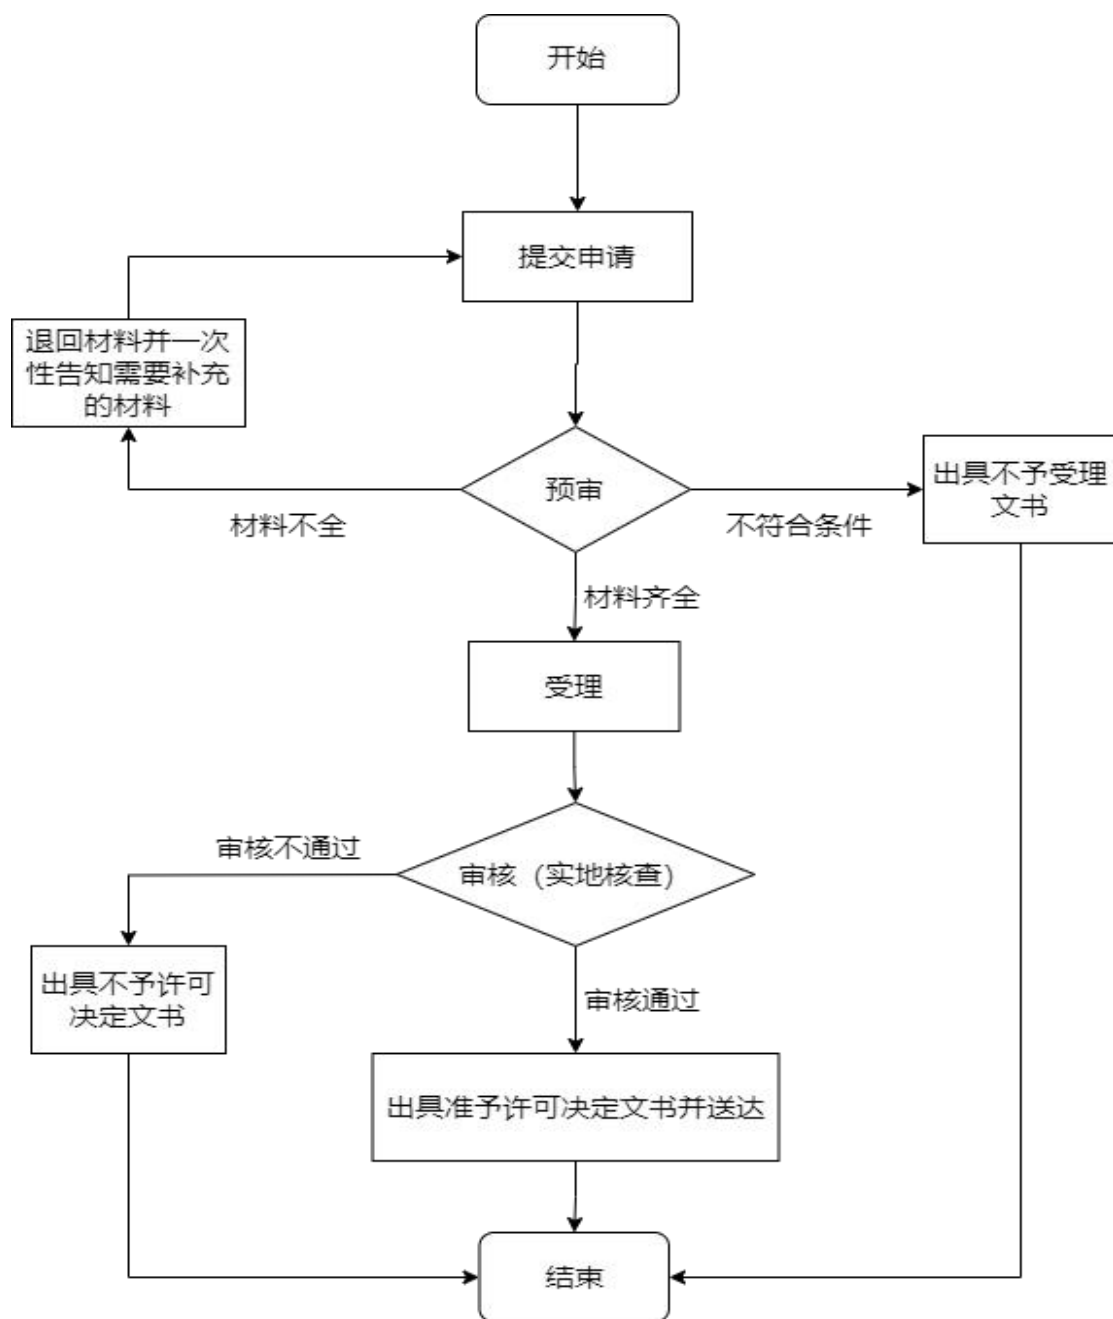 开始
提交申请
退回材料并一次
性告知需要补充
的材料
预审
出具不予受理
文书
材料不全
不符合条件
材料齐全
受理
审核不通过
审核（实地核查）
出具不予许可
决定文书
审核通过
出具准予许可决定文书并送达
结束